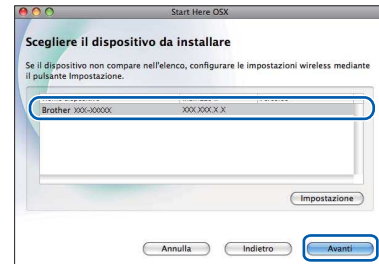 Start Here OSX
Scegliere il dispositivo da installare
Se il dispositivo non compare nell'elenco, configurare le impostazioni wireless mediante
il pulsante Impostazione.
Brother XXX-XXXXX XXX.XXX.X.X
Impostazione
Annulla Indietro Avanti